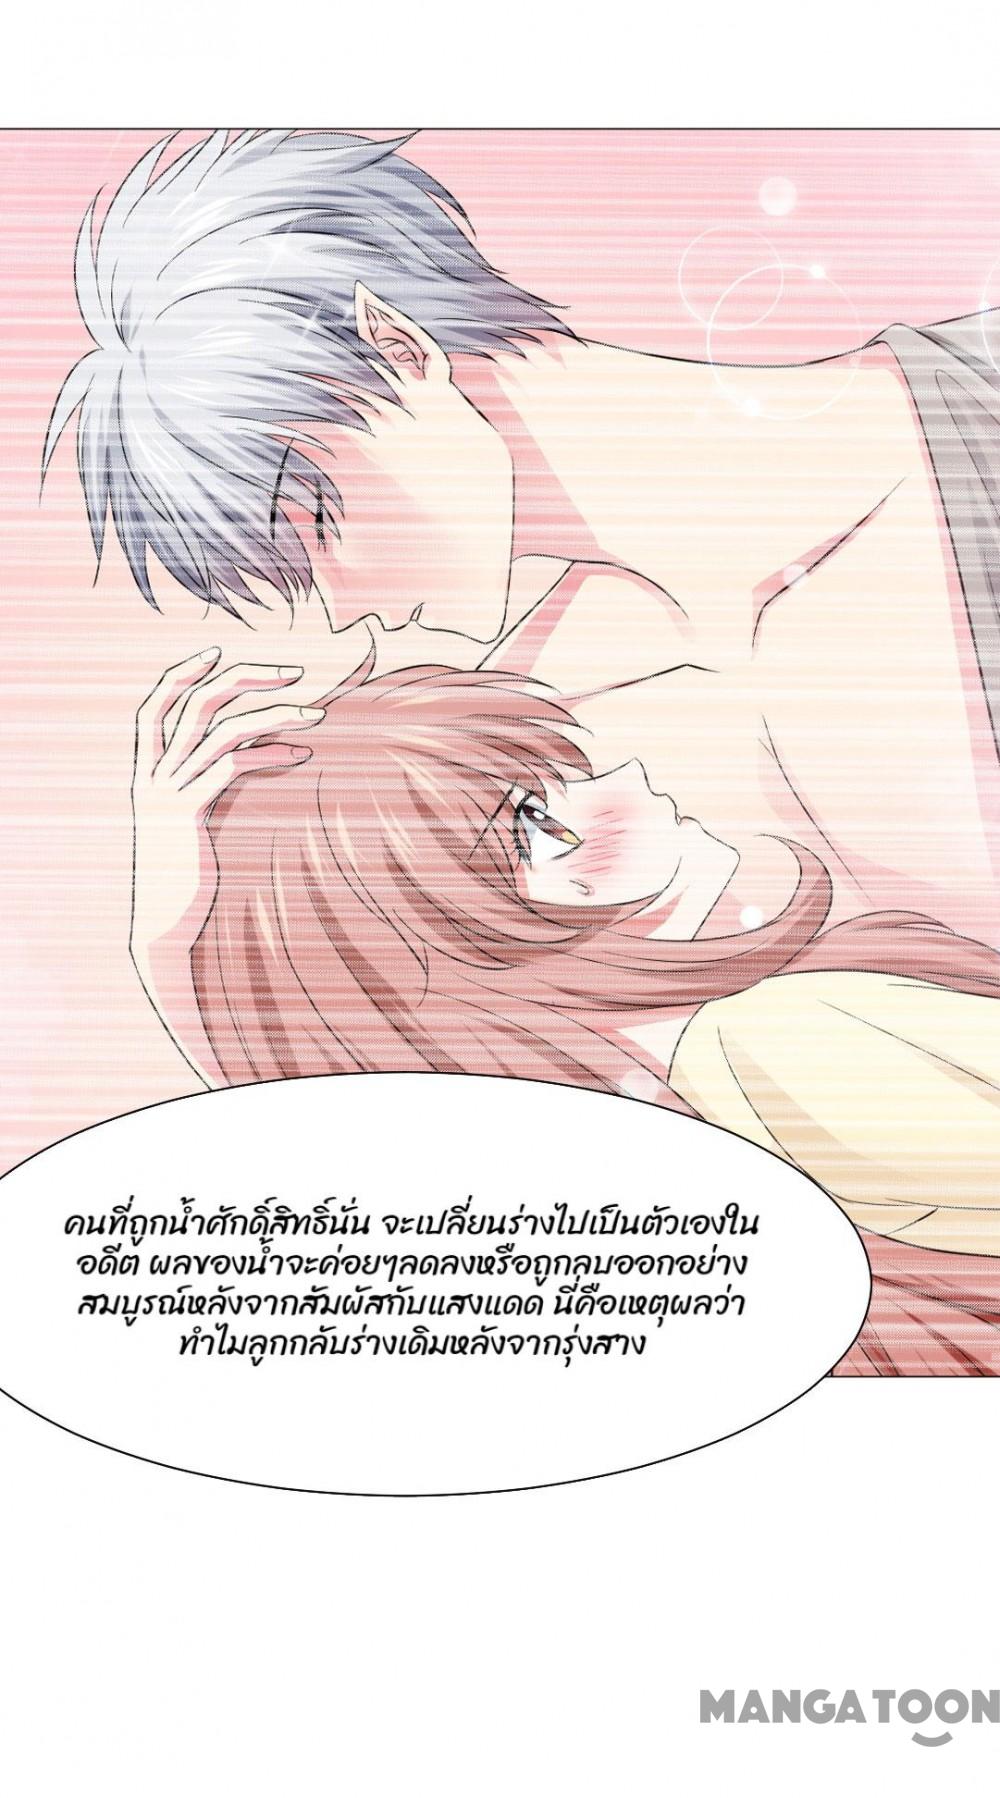 คนที่ถูกน้ำศักดิ์สิทธิ์นั่น จะเปลี่ยนร่างไปเป็นตัวเองใน
อดีต ผลของน้ำจะค่อยๆลดลงหรือถูกลบออกอย่าง
สมบูรณ์หลังจากสัมผัสกับแสงแดด นี่คือเหตุผลว่า
ทำไมลูกกลับร่างเดิมหลังจากรุ่งสาง
MANGATOON